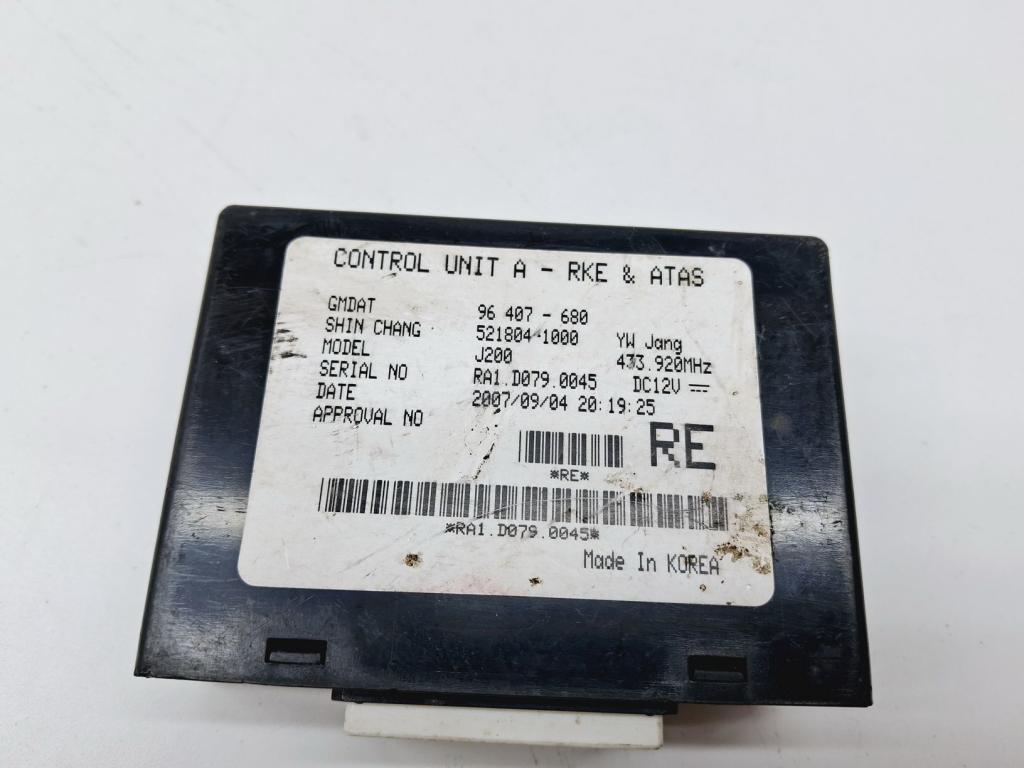 CONTROL UNIT A - RKE & ATAS
GMDAT 96 407 - 680
SHIN CHANG 521804-1000 YW Jang
MODEL J200 433.920MHz
SERIAL NO RA1.D079.0045 DC12V ⎓
DATE 2007/09/04 20:19:25
APPROVAL NO
RE
*RE*
*RA1.D079.0045*
Made In KOREA